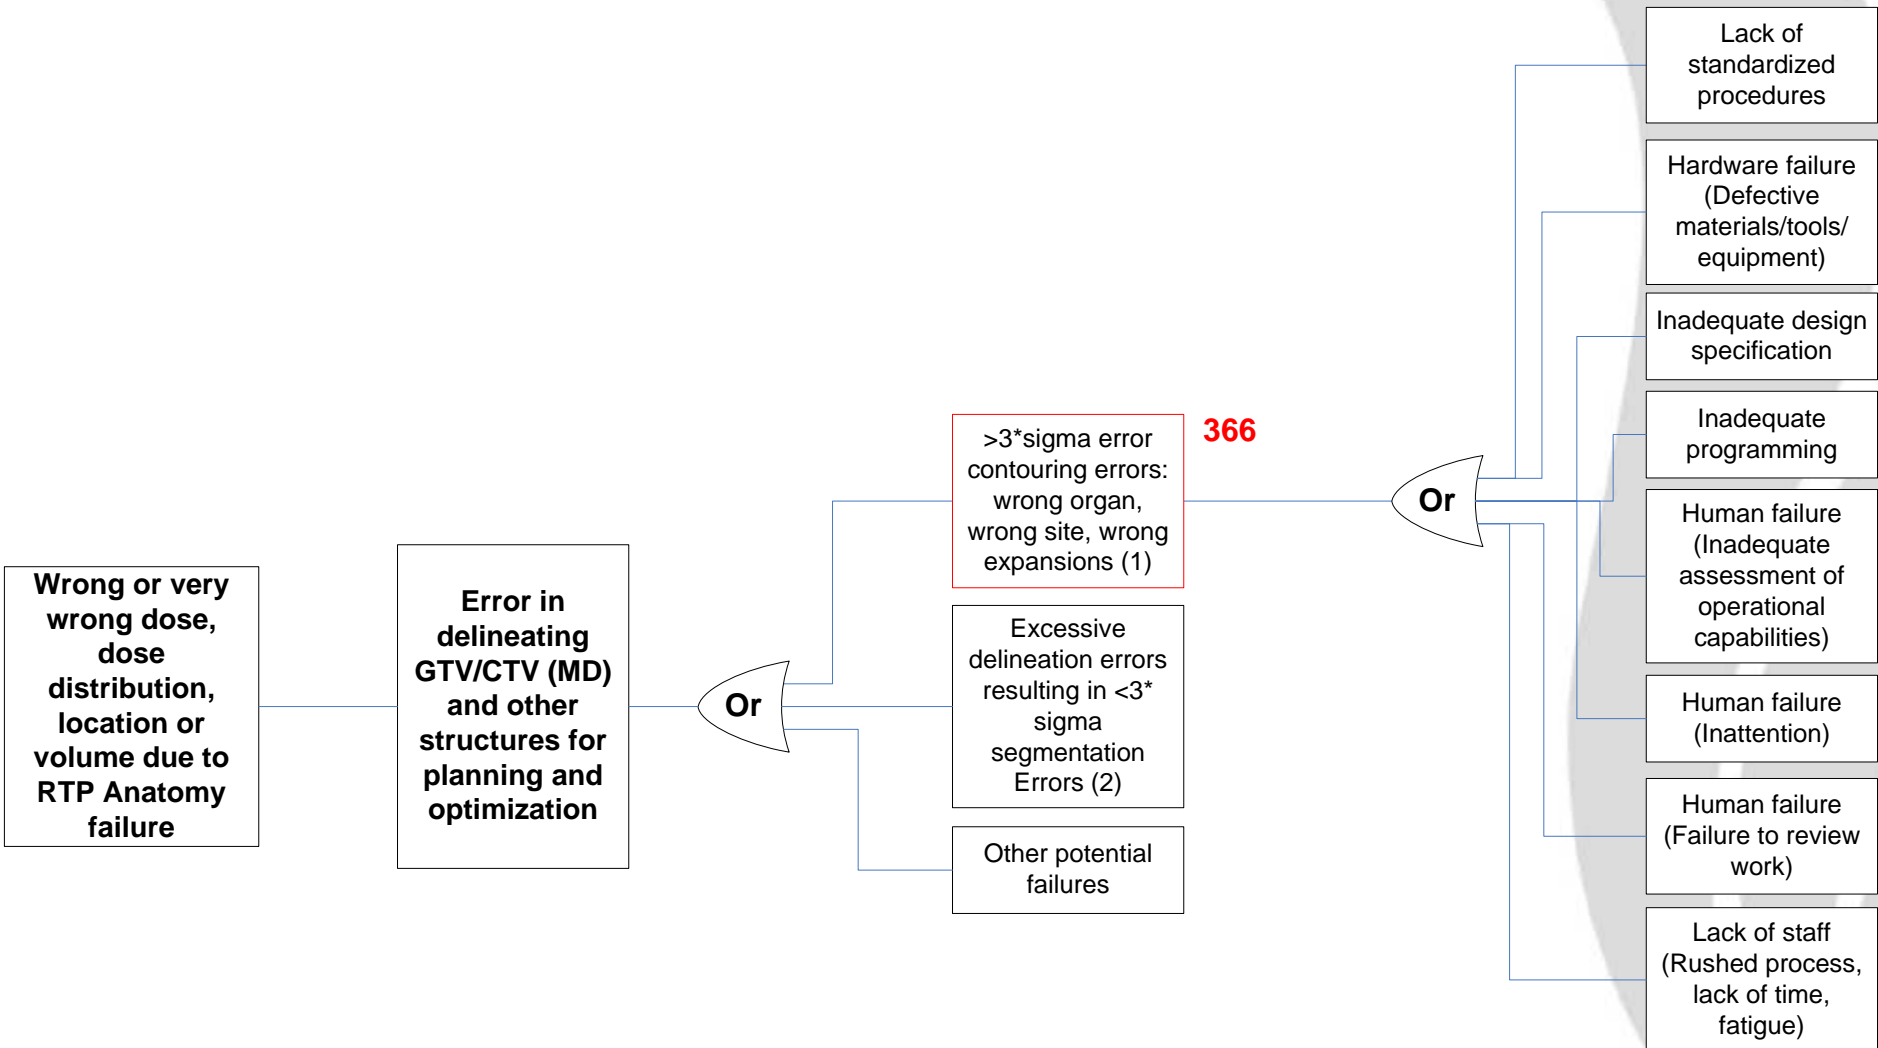 Wrong or very
wrong dose,
dose
distribution,
location or
volume due to
RTP Anatomy
failure
Error in
delineating
GTV/CTV (MD)
and other
structures for
planning and
optimization
Or
>3*sigma error
contouring errors:
wrong organ,
wrong site, wrong
expansions (1)
366
Excessive
delineation errors
resulting in <3*
sigma
segmentation
Errors (2)
Other potential
failures
Or
Lack of
standardized
procedures
Hardware failure
(Defective
materials/tools/
equipment)
Inadequate design
specification
Inadequate
programming
Human failure
(Inadequate
assessment of
operational
capabilities)
Human failure
(Inattention)
Human failure
(Failure to review
work)
Lack of staff
(Rushed process,
lack of time,
fatigue)